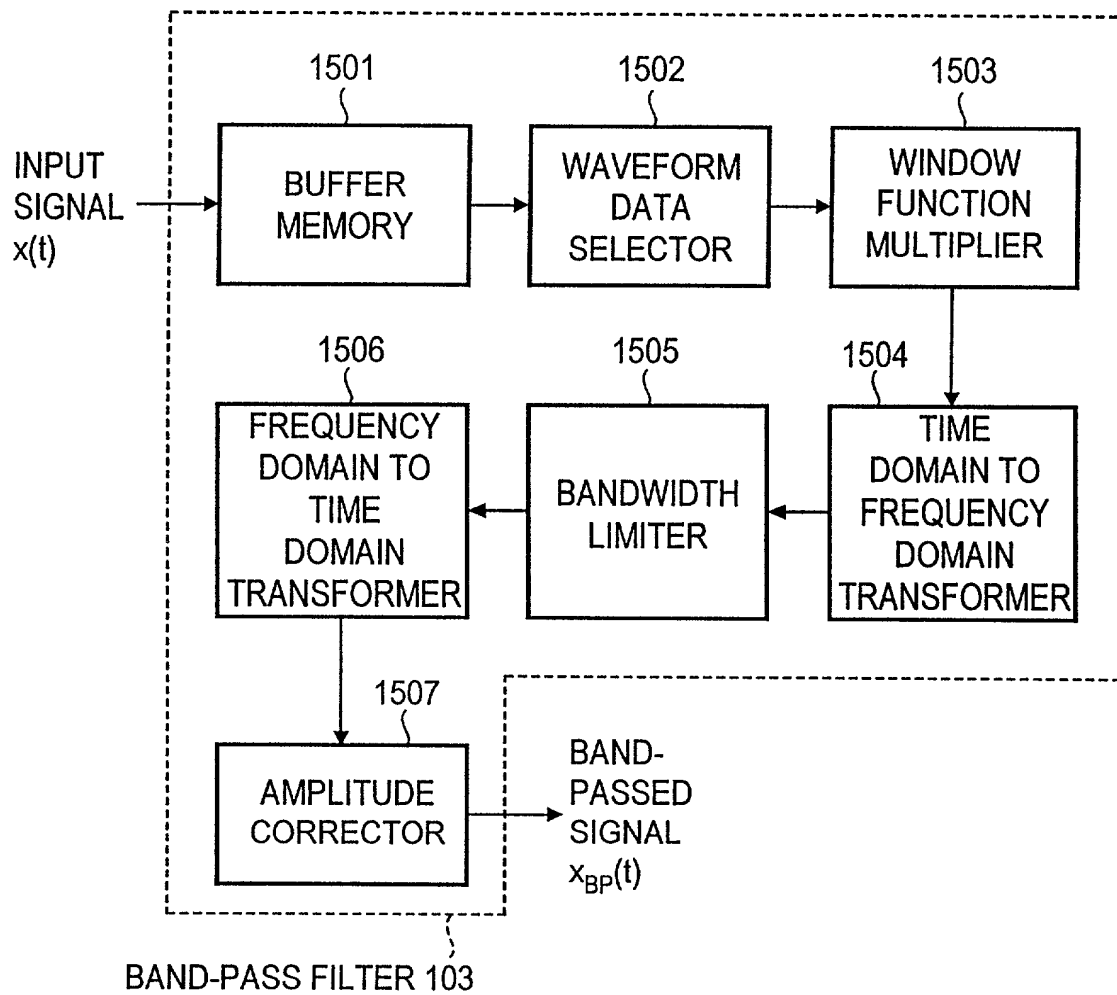 1501
1502
1503
INPUT
SIGNAL
x(t)
BUFFER
MEMORY
WAVEFORM
DATA
SELECTOR
WINDOW
FUNCTION
MULTIPLIER
1506
1505
1504
FREQUENCY
DOMAIN TO
TIME
DOMAIN
TRANSFORMER
BANDWIDTH
LIMITER
TIME
DOMAIN TO
FREQUENCY
DOMAIN
TRANSFORMER
1507
AMPLITUDE
CORRECTOR
BAND-
PASSED
SIGNAL
x_BP(t)
BAND-PASS FILTER 103